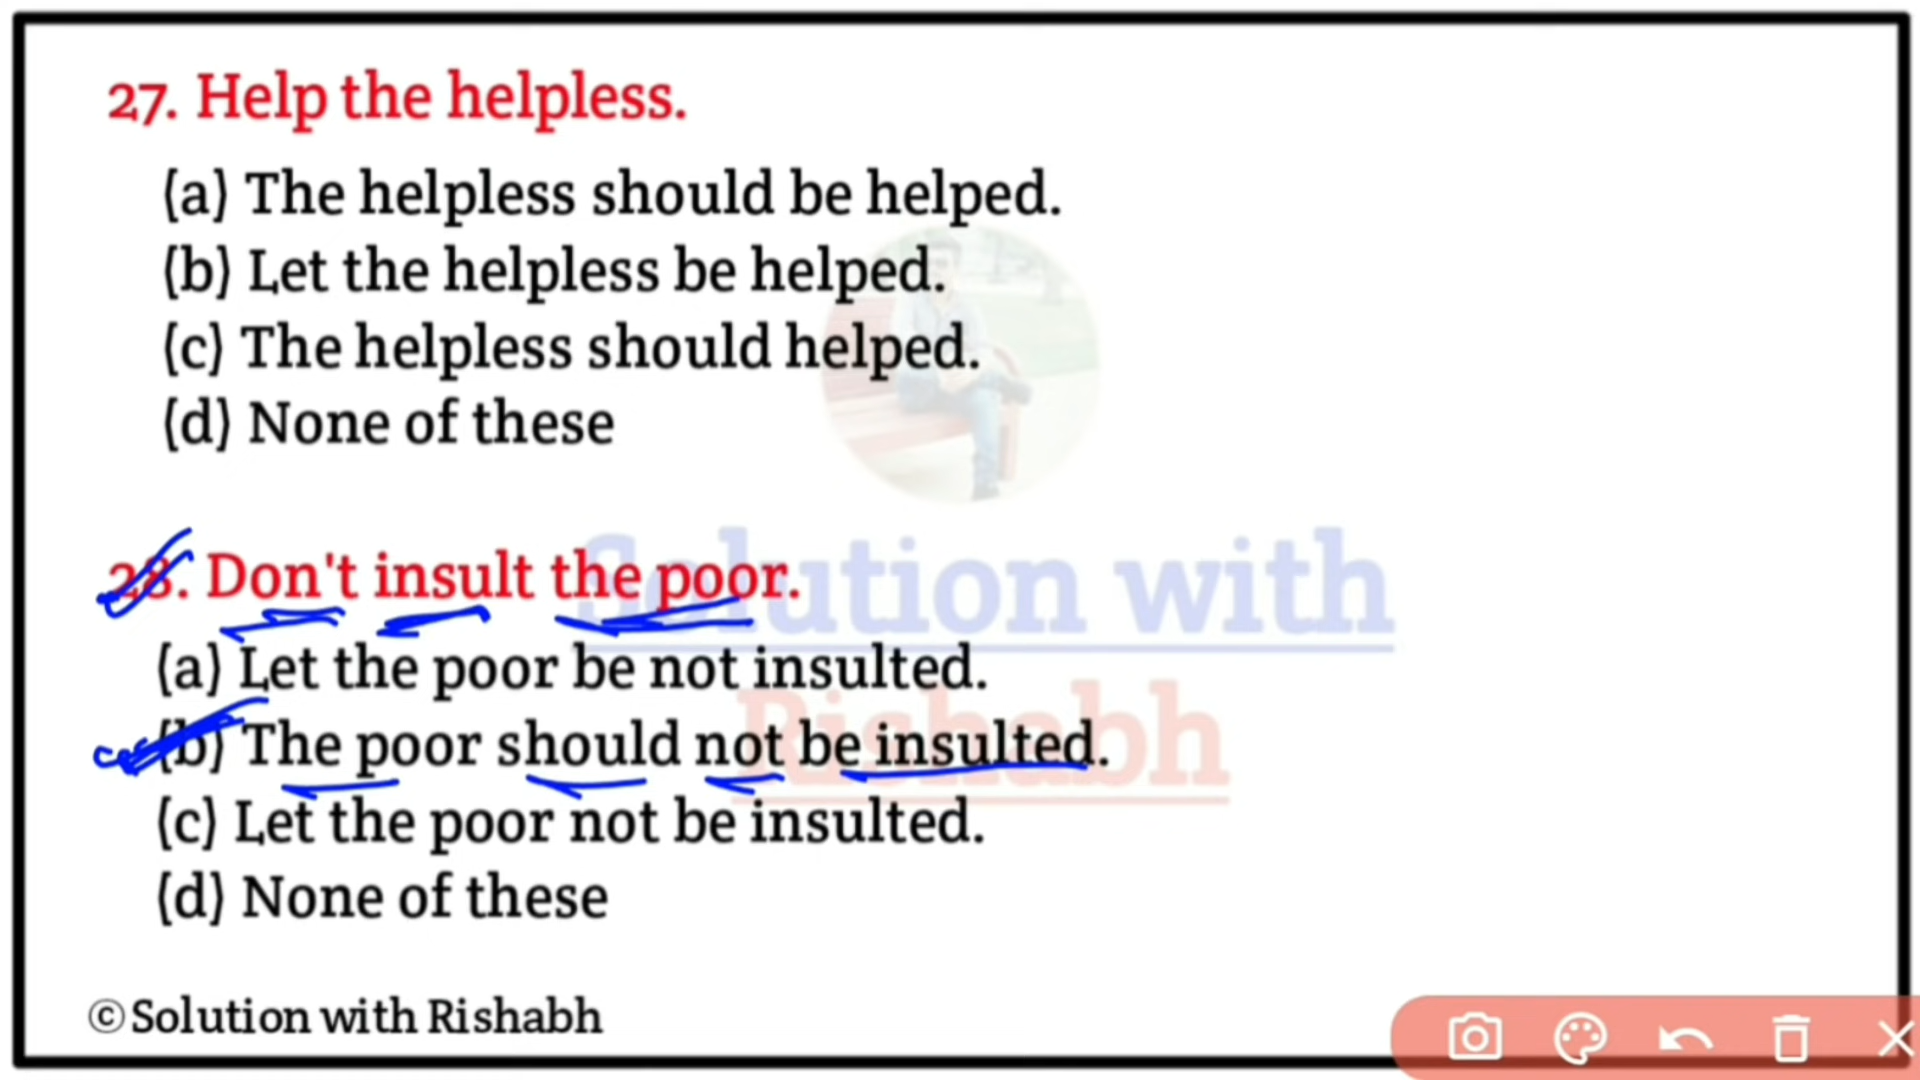 27. Help the helpless.
(a) The helpless should be helped.
(b) Let the helpless be helped.
(c) The helpless should helped.
(d) None of these
28. Don't insult the poor.
(a) Let the poor be not insulted.
(b) The poor should not be insulted.
(c) Let the poor not be insulted.
(d) None of these
Solution with
Rishabh
©Solution with Rishabh